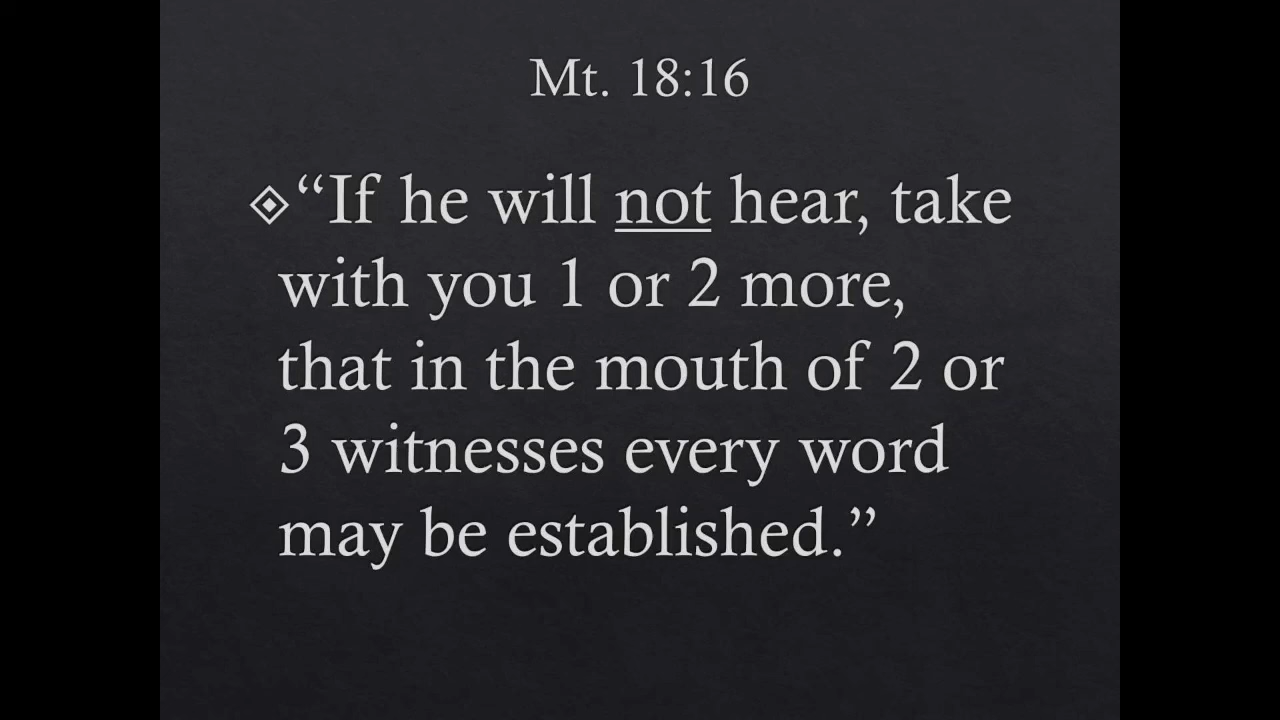 Mt. 18:16
“If he will not hear, take
with you 1 or 2 more,
that in the mouth of 2 or
3 witnesses every word
may be established.”